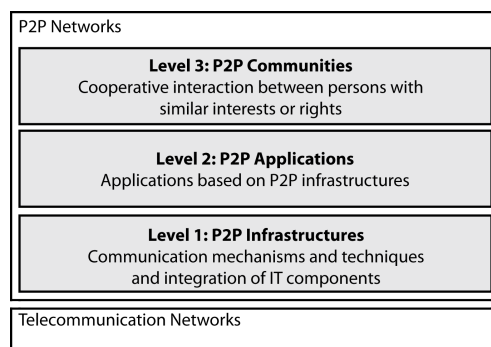 P2P Networks
Level 3: P2P Communities
Cooperative interaction between persons with
similar interests or rights
Level 2: P2P Applications
Applications based on P2P infrastructures
Level 1: P2P Infrastructures
Communication mechanisms and techniques
and integration of IT components
Telecommunication Networks